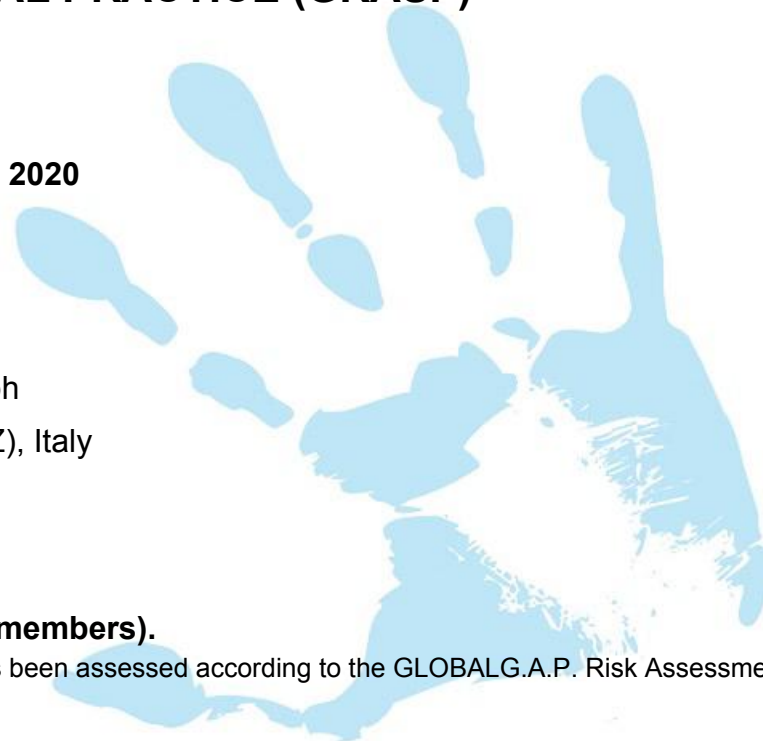 2020
), Italy
members).
been assessed according to the GLOBALG.A.P. Risk Assessme